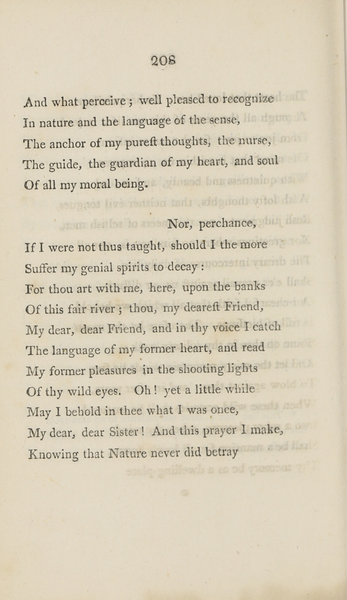 208
And what perceive; well pleased to recognize
In nature and the language of the sense,
The anchor of my pureſt thoughts, the nurse,
The guide, the guardian of my heart, and soul
Of all my moral being.
Nor, perchance,
If I were not thus taught, should I the more
Suffer my genial spirits to decay:
For thou art with me, here, upon the banks
Of this fair river; thou, my deareſt Friend,
My dear, dear Friend, and in thy voice I catch
The language of my former heart, and read
My former pleasures in the shooting lights
Of thy wild eyes. Oh! yet a little while
May I behold in thee what I was once,
My dear, dear Sister! And this prayer I make,
Knowing that Nature never did betray